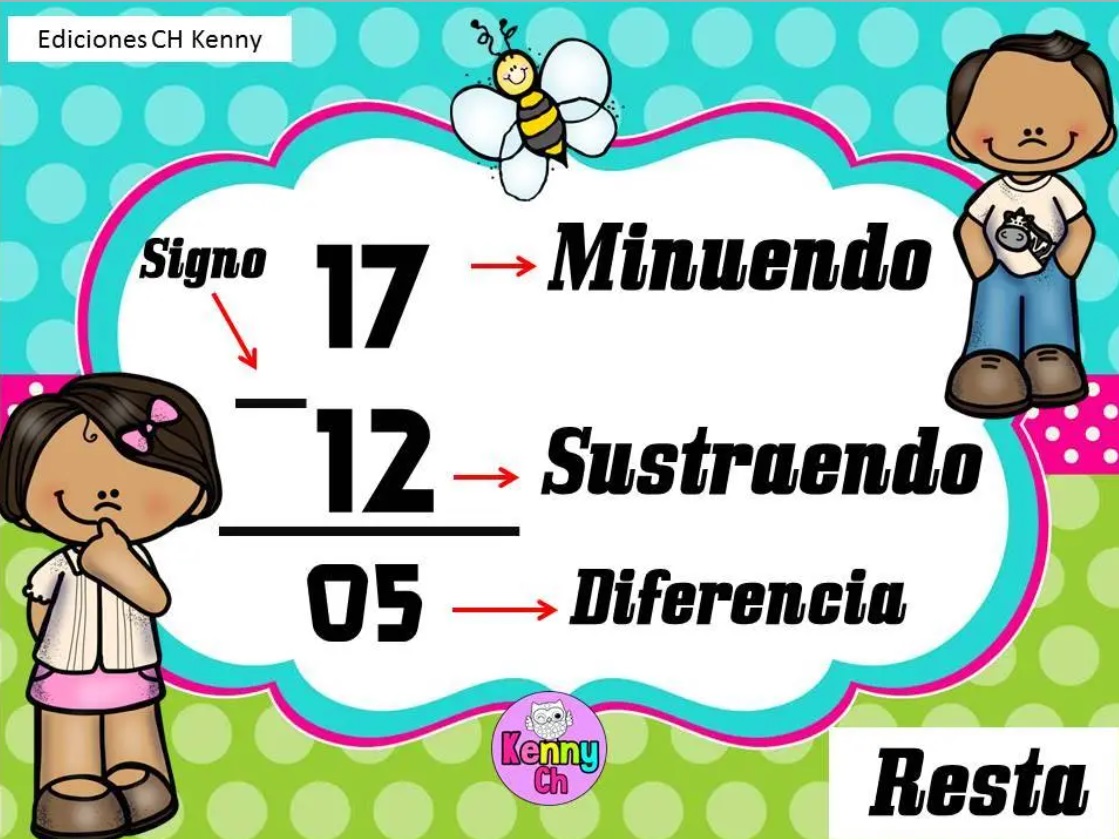 Ediciones CH Kenny
Signo
17 Minuendo
12 Sustraendo
05 Diferencia
Kenny
Ch
Resta